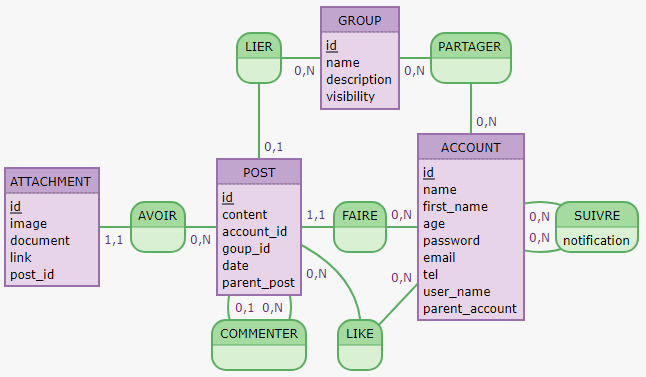 GROUP
id
name
description
visibility
LIER
PARTAGER
0,N
0,N
0,1
0,N
ATTACHMENT
id
image
document
link
post_id
AVOIR
1,1
0,N
POST
id
content
account_id
goup_id
date
parent_post
1,1
FAIRE
0,N
ACCOUNT
id
name
first_name
age
password
email
tel
user_name
parent_account
0,N
0,N
SUIVRE
notification
0,N
0,N
0,1
0,N
COMMENTER
LIKE